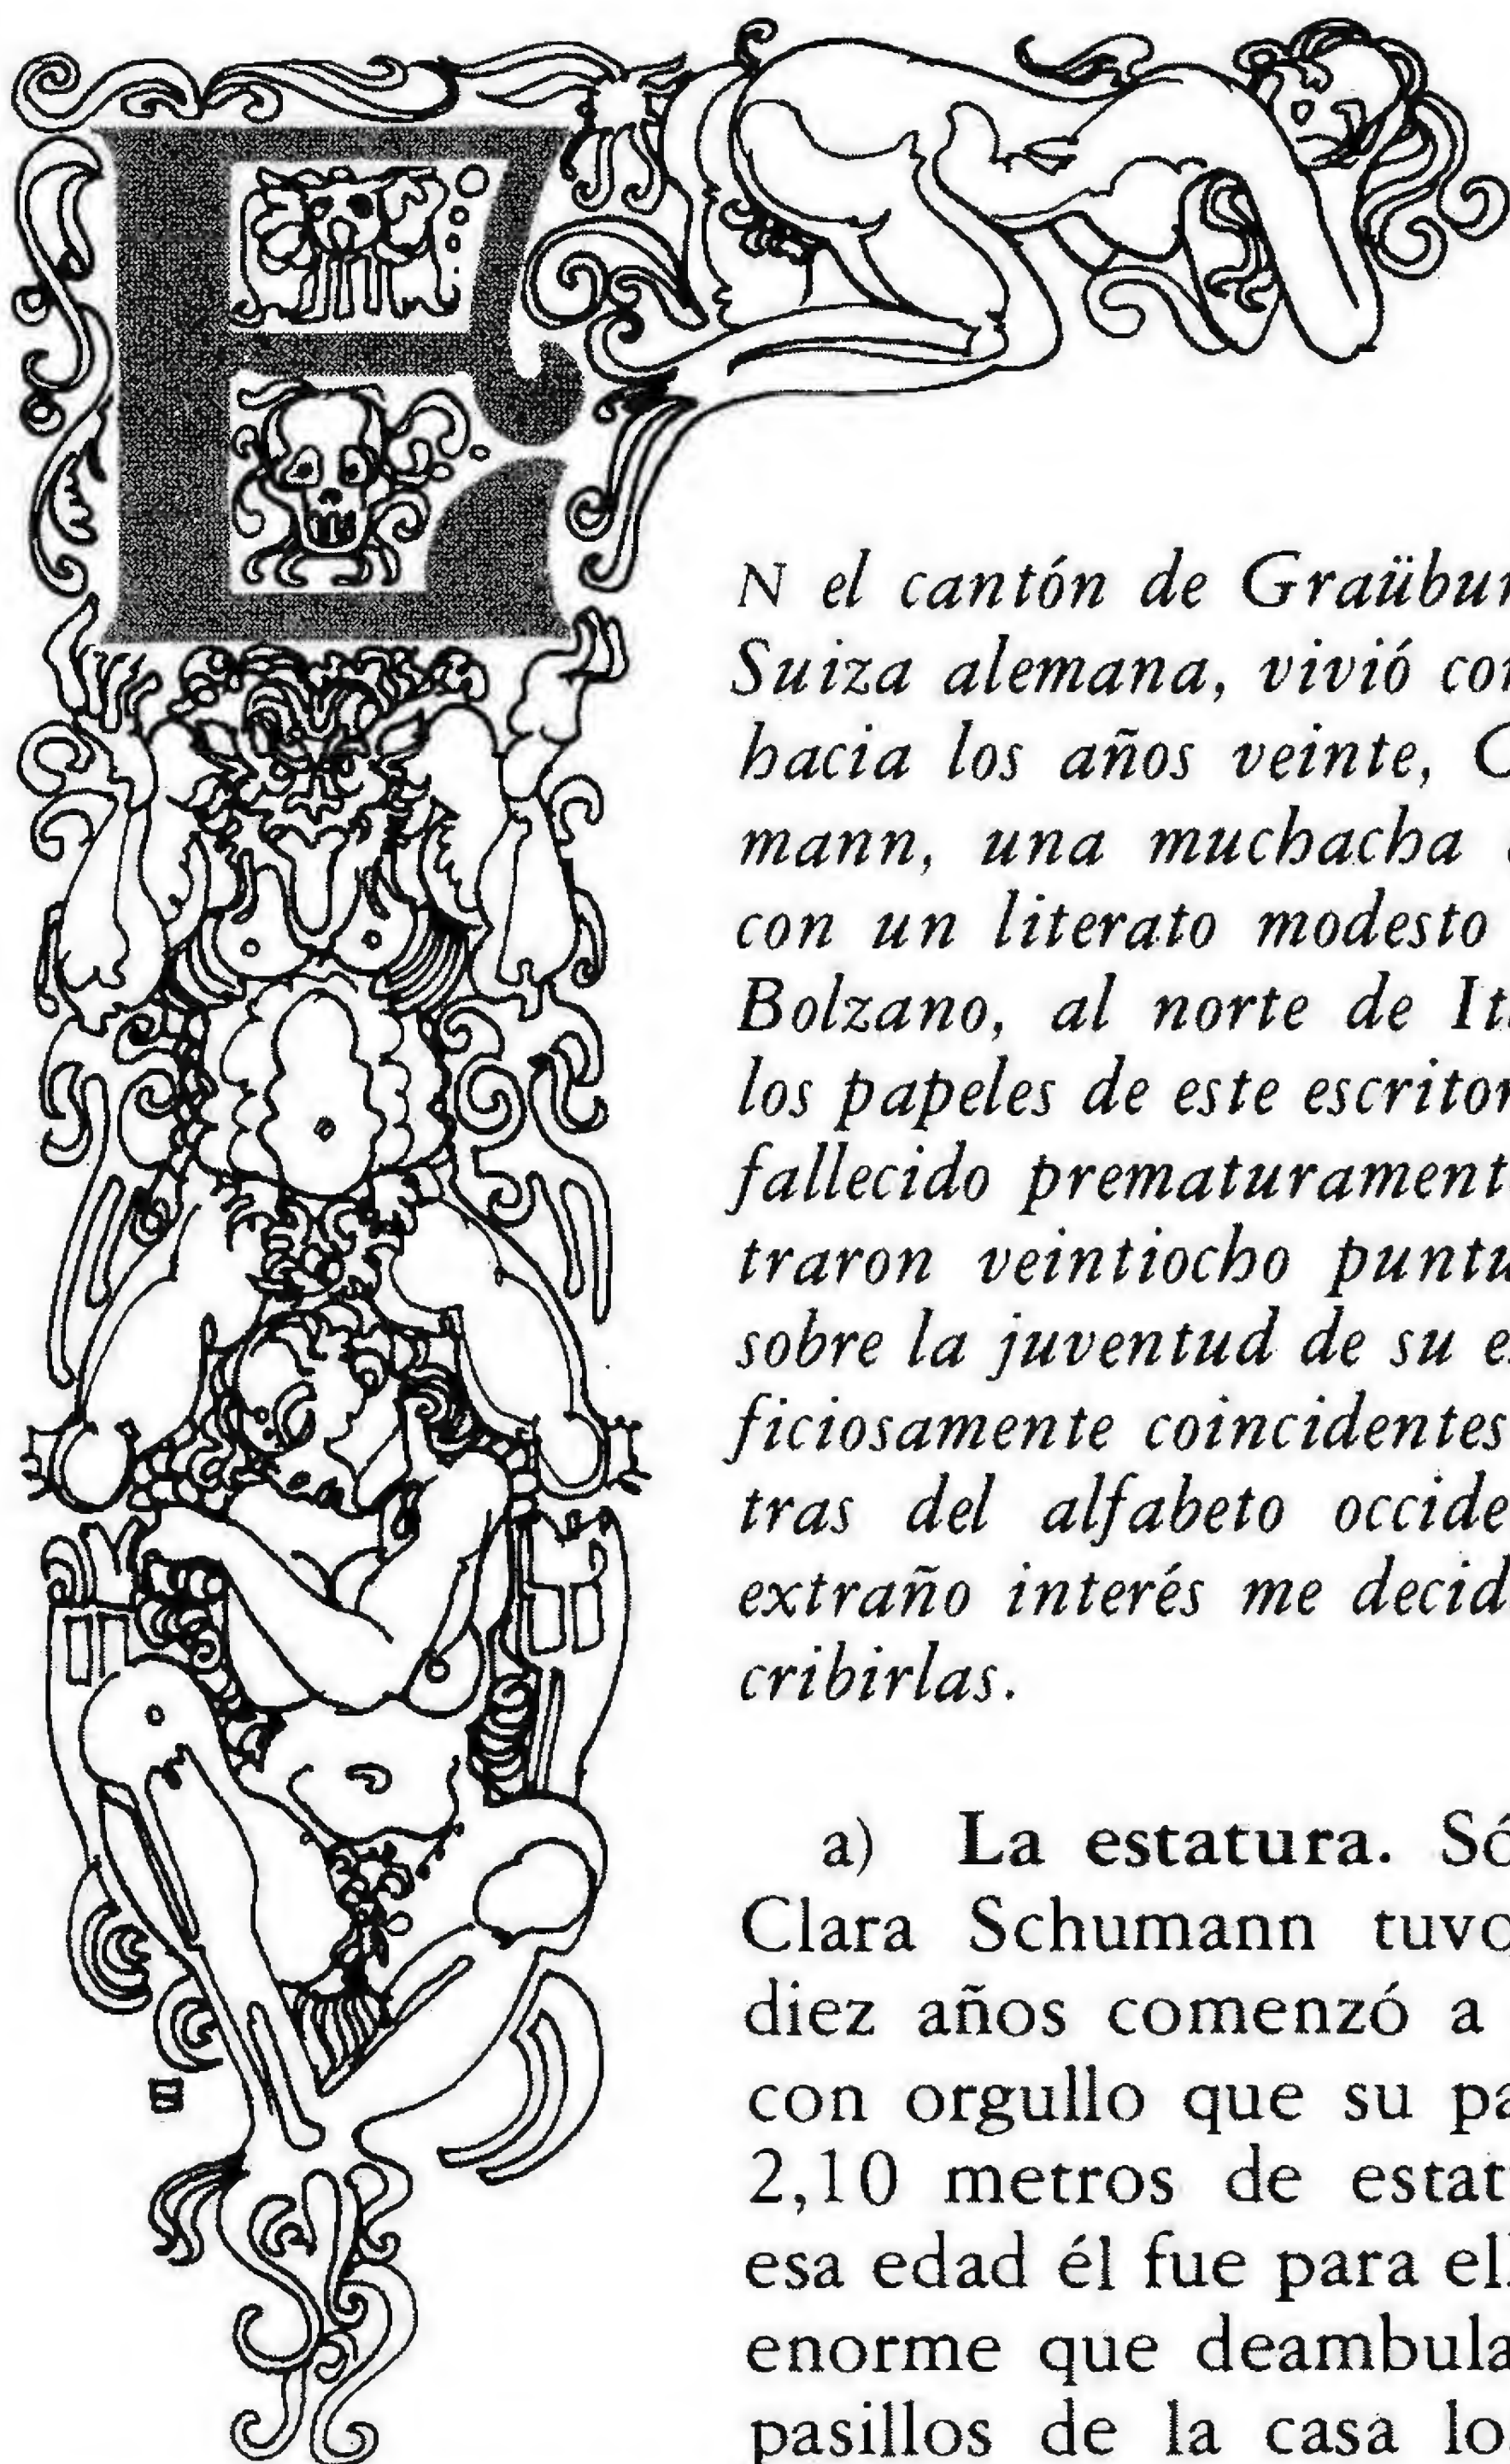 EN el cantón de Graübun
Suiza alemana, vivió con
hacia los años veinte, C
mann, una muchacha
con un literato modesto
Bolzano, al norte de It
los papeles de este escritor
fallecido prematurament
traron veintiocho puntu
sobre la juventud de su e
ficiosamente coincidentes
tras del alfabeto occide
extraño interés me decid
cribirlas.
a) La estatura. Só
Clara Schumann tuvo
diez años comenzó a
con orgullo que su pa
2,10 metros de estat
esa edad él fue para ell
enorme que deambula
pasillos de la casa lo